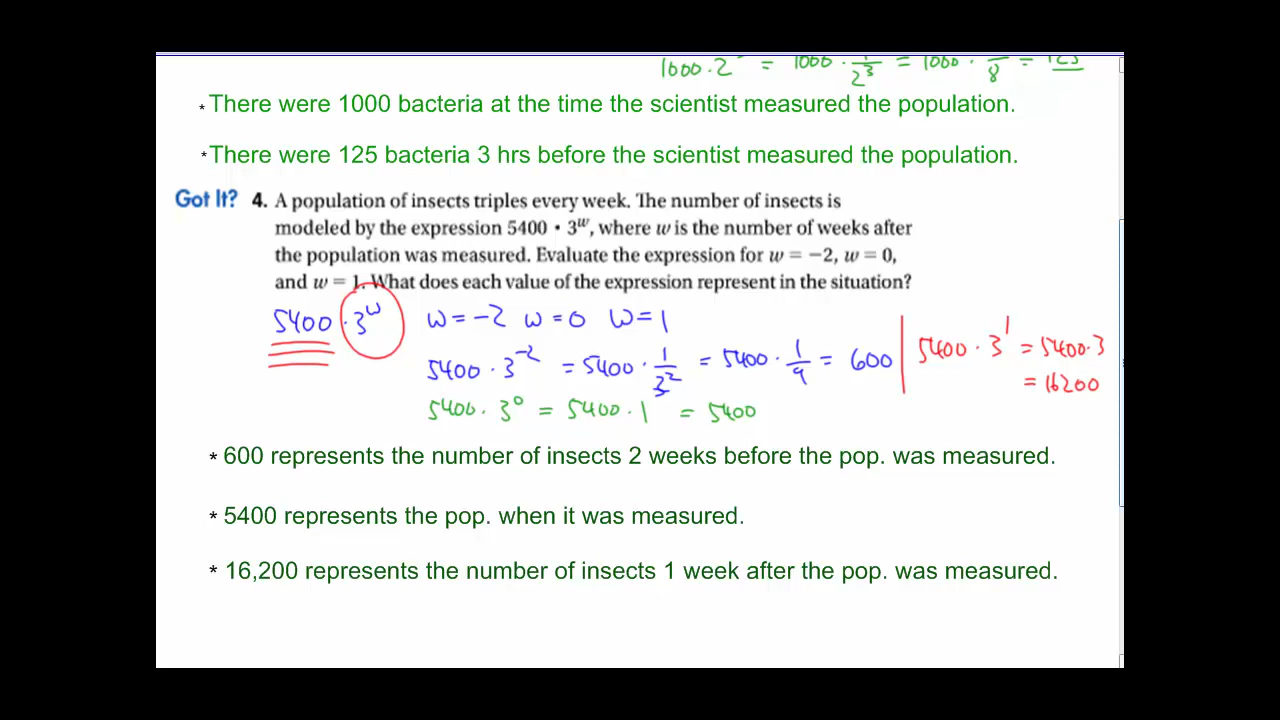 1000 · 2 = 1000 · 1/2³ = 1000 · /8 = 125
* There were 1000 bacteria at the time the scientist measured the population.
* There were 125 bacteria 3 hrs before the scientist measured the population.
Got It? 4. A population of insects triples every week. The number of insects is
modeled by the expression 5400 • 3ʷ, where w is the number of weeks after
the population was measured. Evaluate the expression for w = −2, w = 0,
and w = 1. What does each value of the expression represent in the situation?
5400 · 3ʷ w = -2 w = 0 w = 1
5400 · 3⁻² = 5400 · 1/3² = 5400 · 1/9 = 600
5400 · 3¹ = 5400 · 3
= 16200
5400 · 3⁰ = 5400 · 1 = 5400
* 600 represents the number of insects 2 weeks before the pop. was measured.
* 5400 represents the pop. when it was measured.
* 16,200 represents the number of insects 1 week after the pop. was measured.